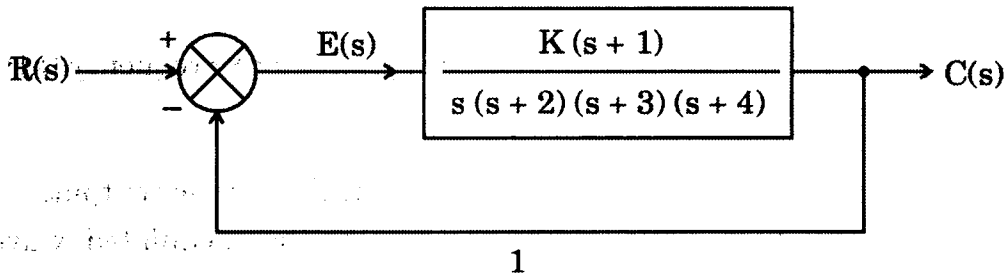 +
E(s)
K (s + 1)
R(s)
C(s)
−
s (s + 2) (s + 3) (s + 4)
1